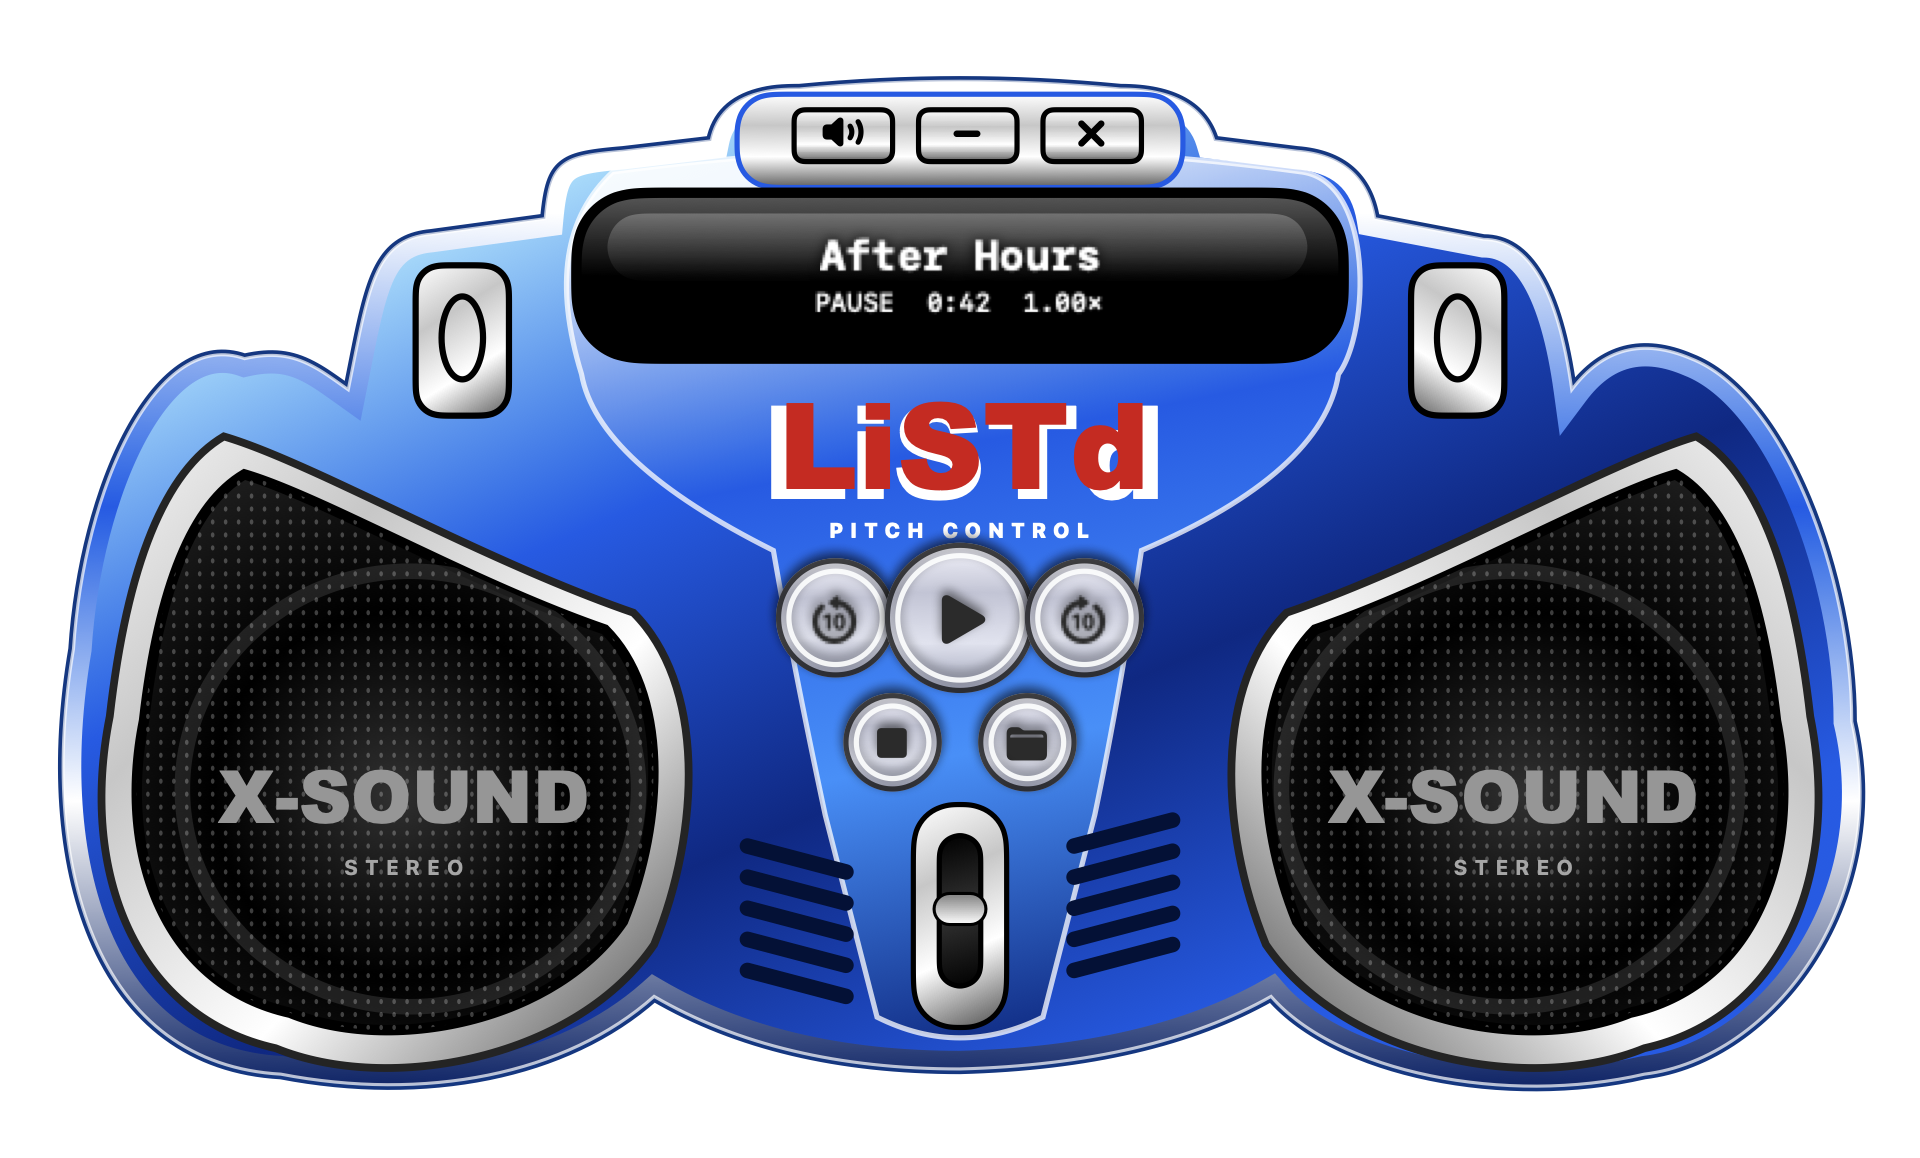 After Hours
PAUSE 0:42 1.00×
LiSTd
PITCH CONTROL
10
10
X-SOUND
STEREO
X-SOUND
STEREO